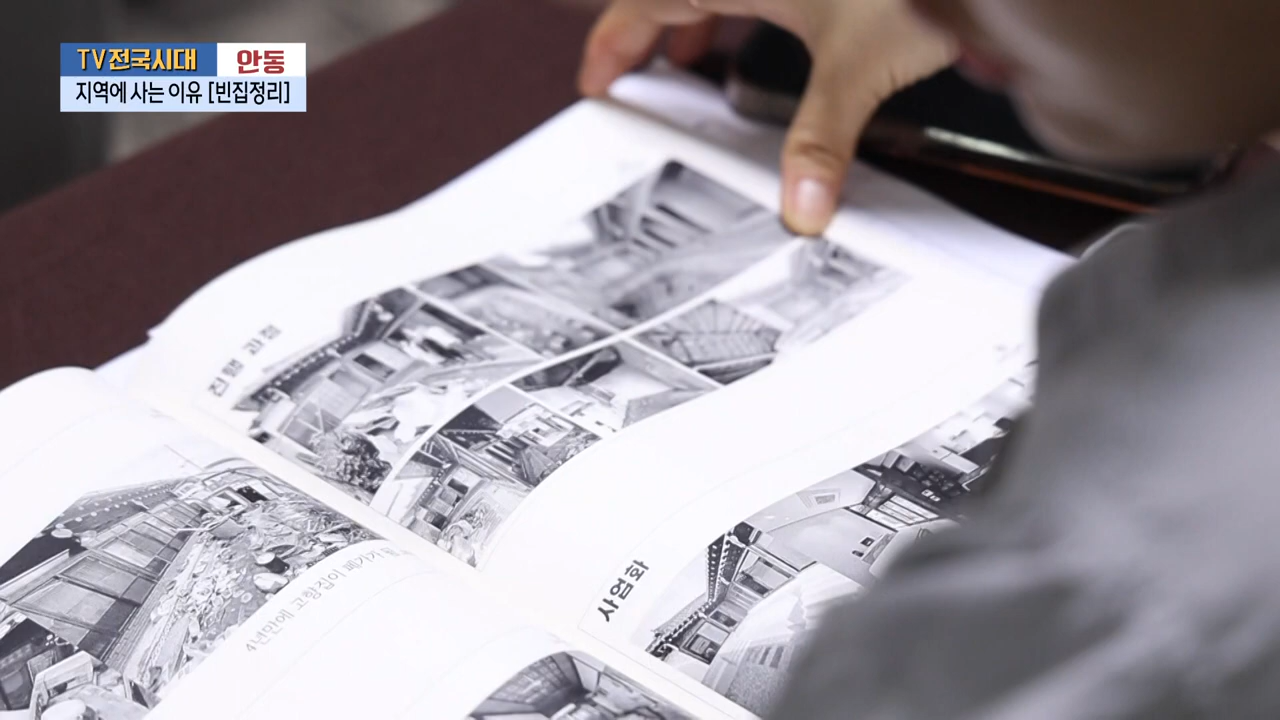 TV전국시대 안동
지역에 사는 이유 [빈집정리]
진행 과정
4년만에 고향집이 폐가가
사업화